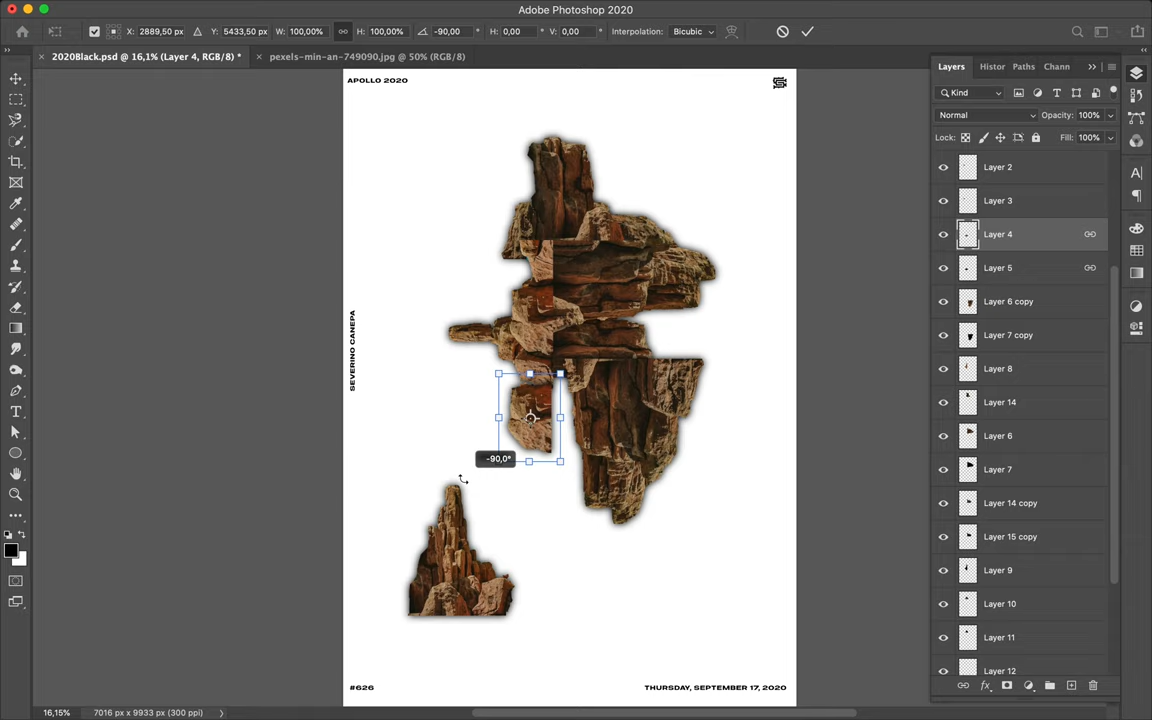 Adobe Photoshop 2020
X: 2889,50 px Y: 5433,50 px W: 100,00% H: 100,00% -90,00 H: 0,00 V: 0,00 Interpolation: Bicubic
2020Black.psd @ 16,1% (Layer 4, RGB/8) *
pexels-min-an-749090.jpg @ 50% (RGB/8)
Layers Histor Paths Chann
Kind
Normal Opacity: 100%
Lock: Fill: 100%
APOLLO 2020
Layer 2
Layer 3
Layer 4
Layer 5
Layer 6 copy
Layer 7 copy
Layer 8
Layer 14
Layer 6
Layer 7
Layer 14 copy
Layer 15 copy
Layer 9
Layer 10
Layer 11
Layer 12
SEVERINO CANEPA
-90,0°
#626
THURSDAY, SEPTEMBER 17, 2020
16,15% 7016 px x 9933 px (300 ppi)